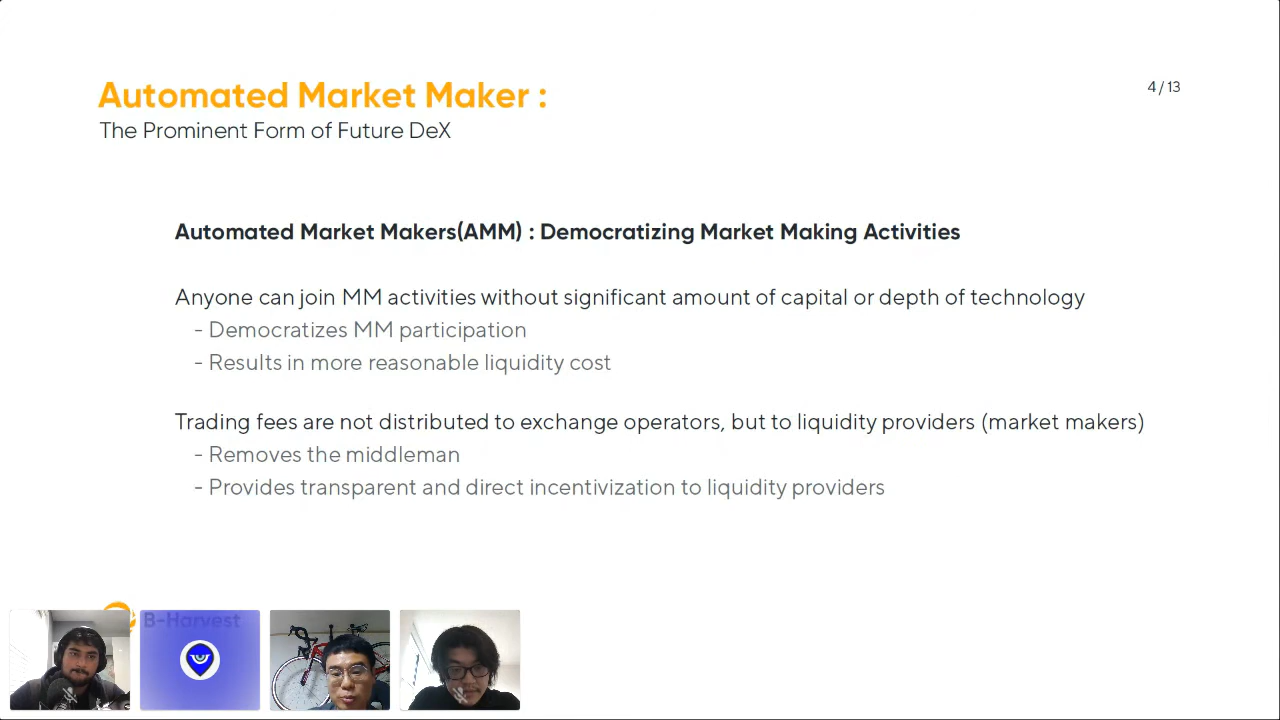 Automated Market Maker :
4 / 13
The Prominent Form of Future DeX
Automated Market Makers(AMM) : Democratizing Market Making Activities
Anyone can join MM activities without significant amount of capital or depth of technology
- Democratizes MM participation
- Results in more reasonable liquidity cost
Trading fees are not distributed to exchange operators, but to liquidity providers (market makers)
- Removes the middleman
- Provides transparent and direct incentivization to liquidity providers
B-Harvest